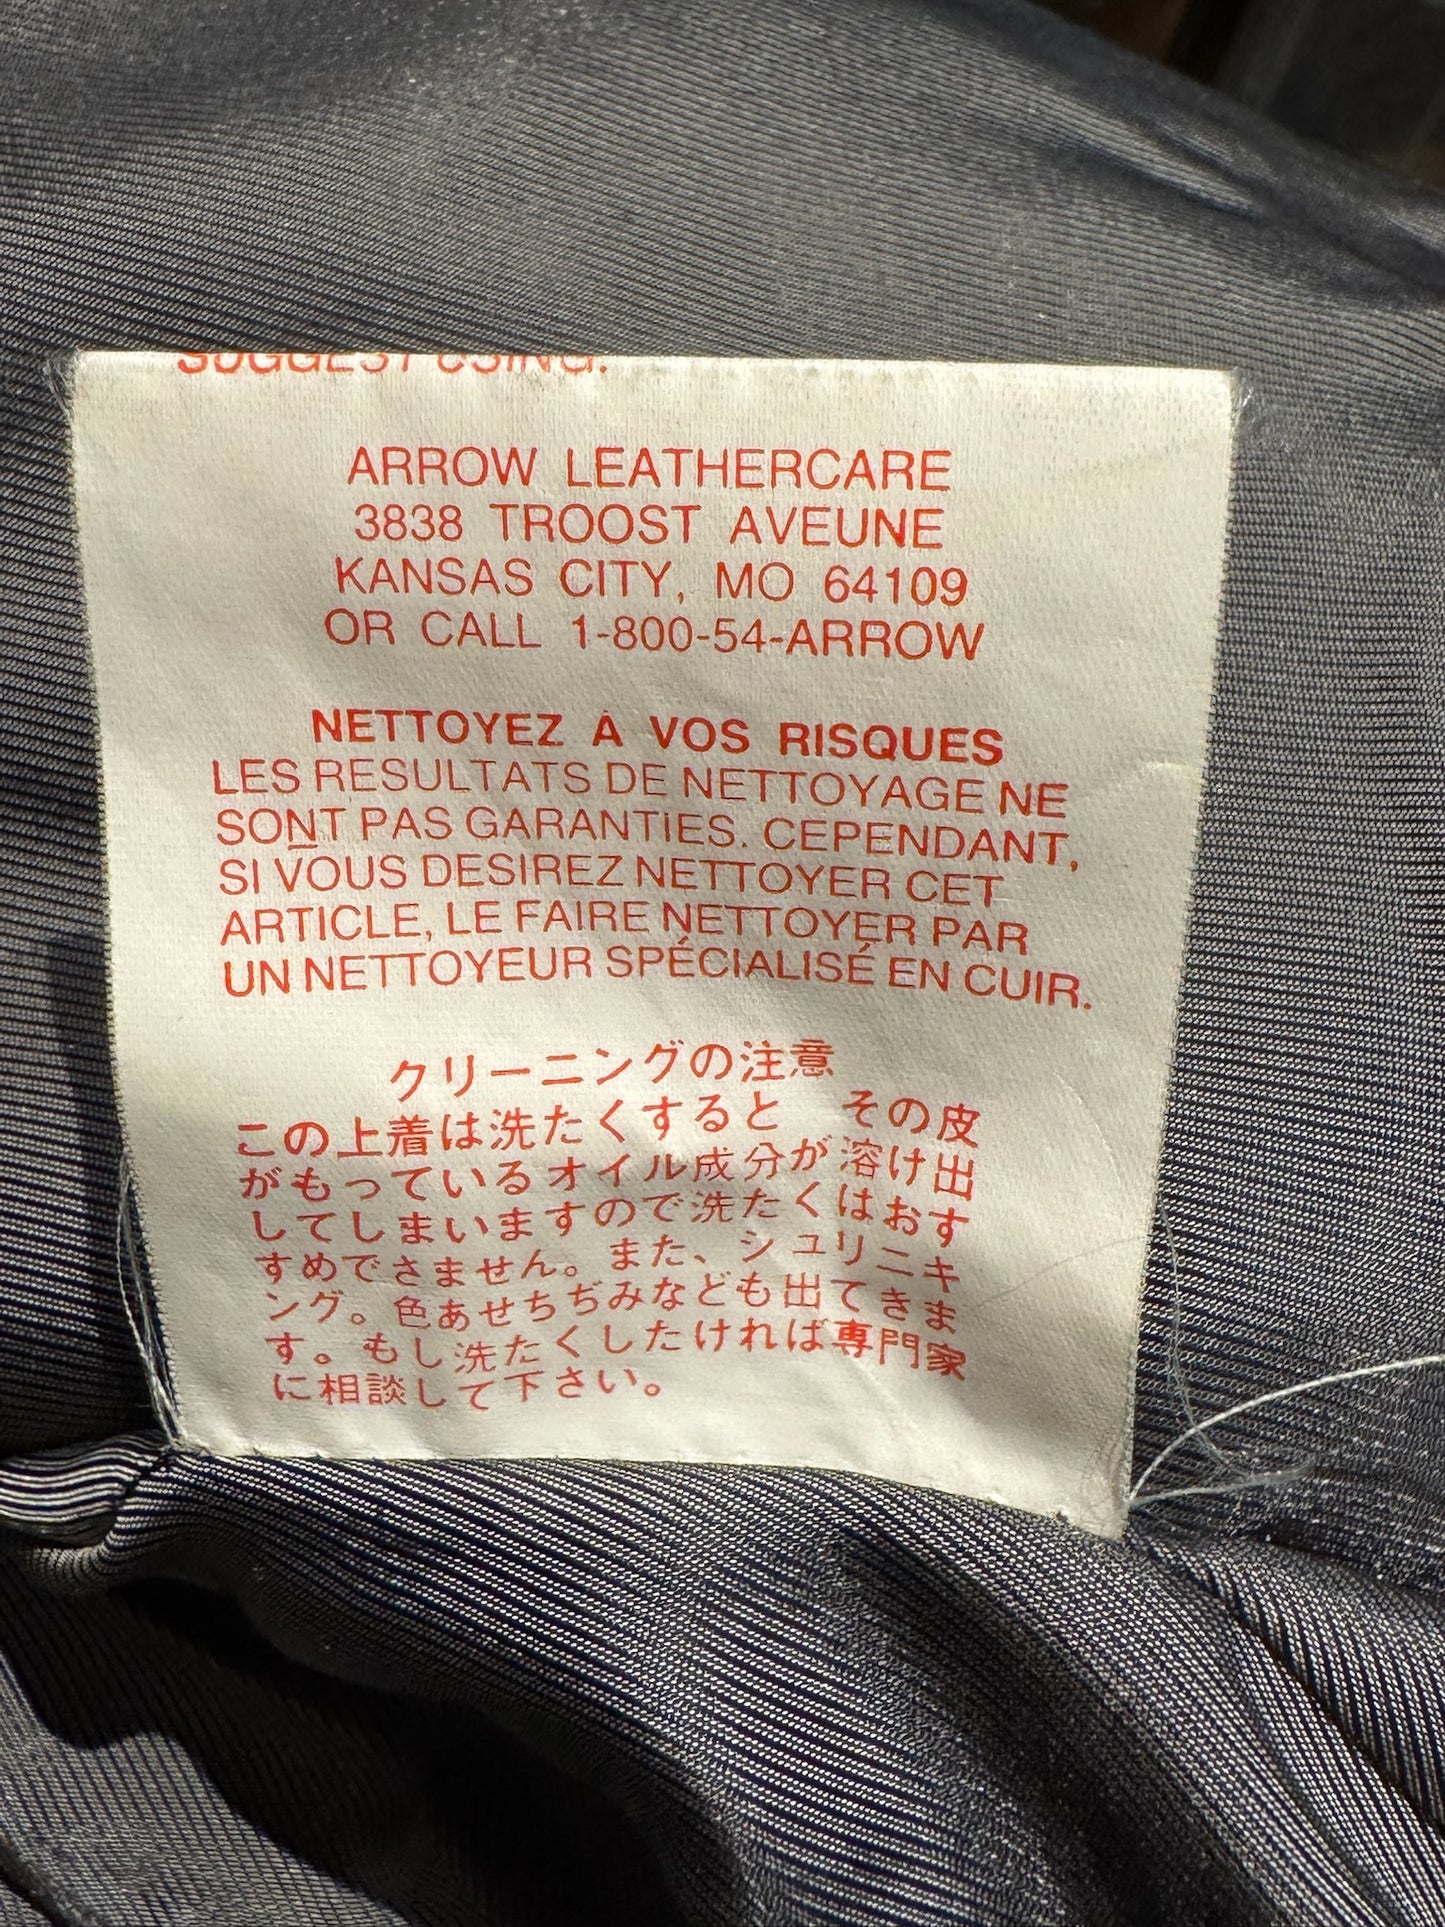 SUGGEST USING:
ARROW LEATHERCARE
3838 TROOST AVEUNE
KANSAS CITY, MO 64109
OR CALL 1-800-54-ARROW
NETTOYEZ À VOS RISQUES
LES RESULTATS DE NETTOYAGE NE
SONT PAS GARANTIES. CEPENDANT,
SI VOUS DESIREZ NETTOYER CET
ARTICLE, LE FAIRE NETTOYER PAR
UN NETTOYEUR SPÉCIALISÉ EN CUIR.
クリーニングの注意
この上着は洗たくすると その皮
がもっているオイル成分が溶け出
してしまいますので洗たくはおす
すめできません。また、シュリニキ
ング。色あせちぢみなども出てきま
す。もし洗たくしたければ専門家
に相談して下さい。